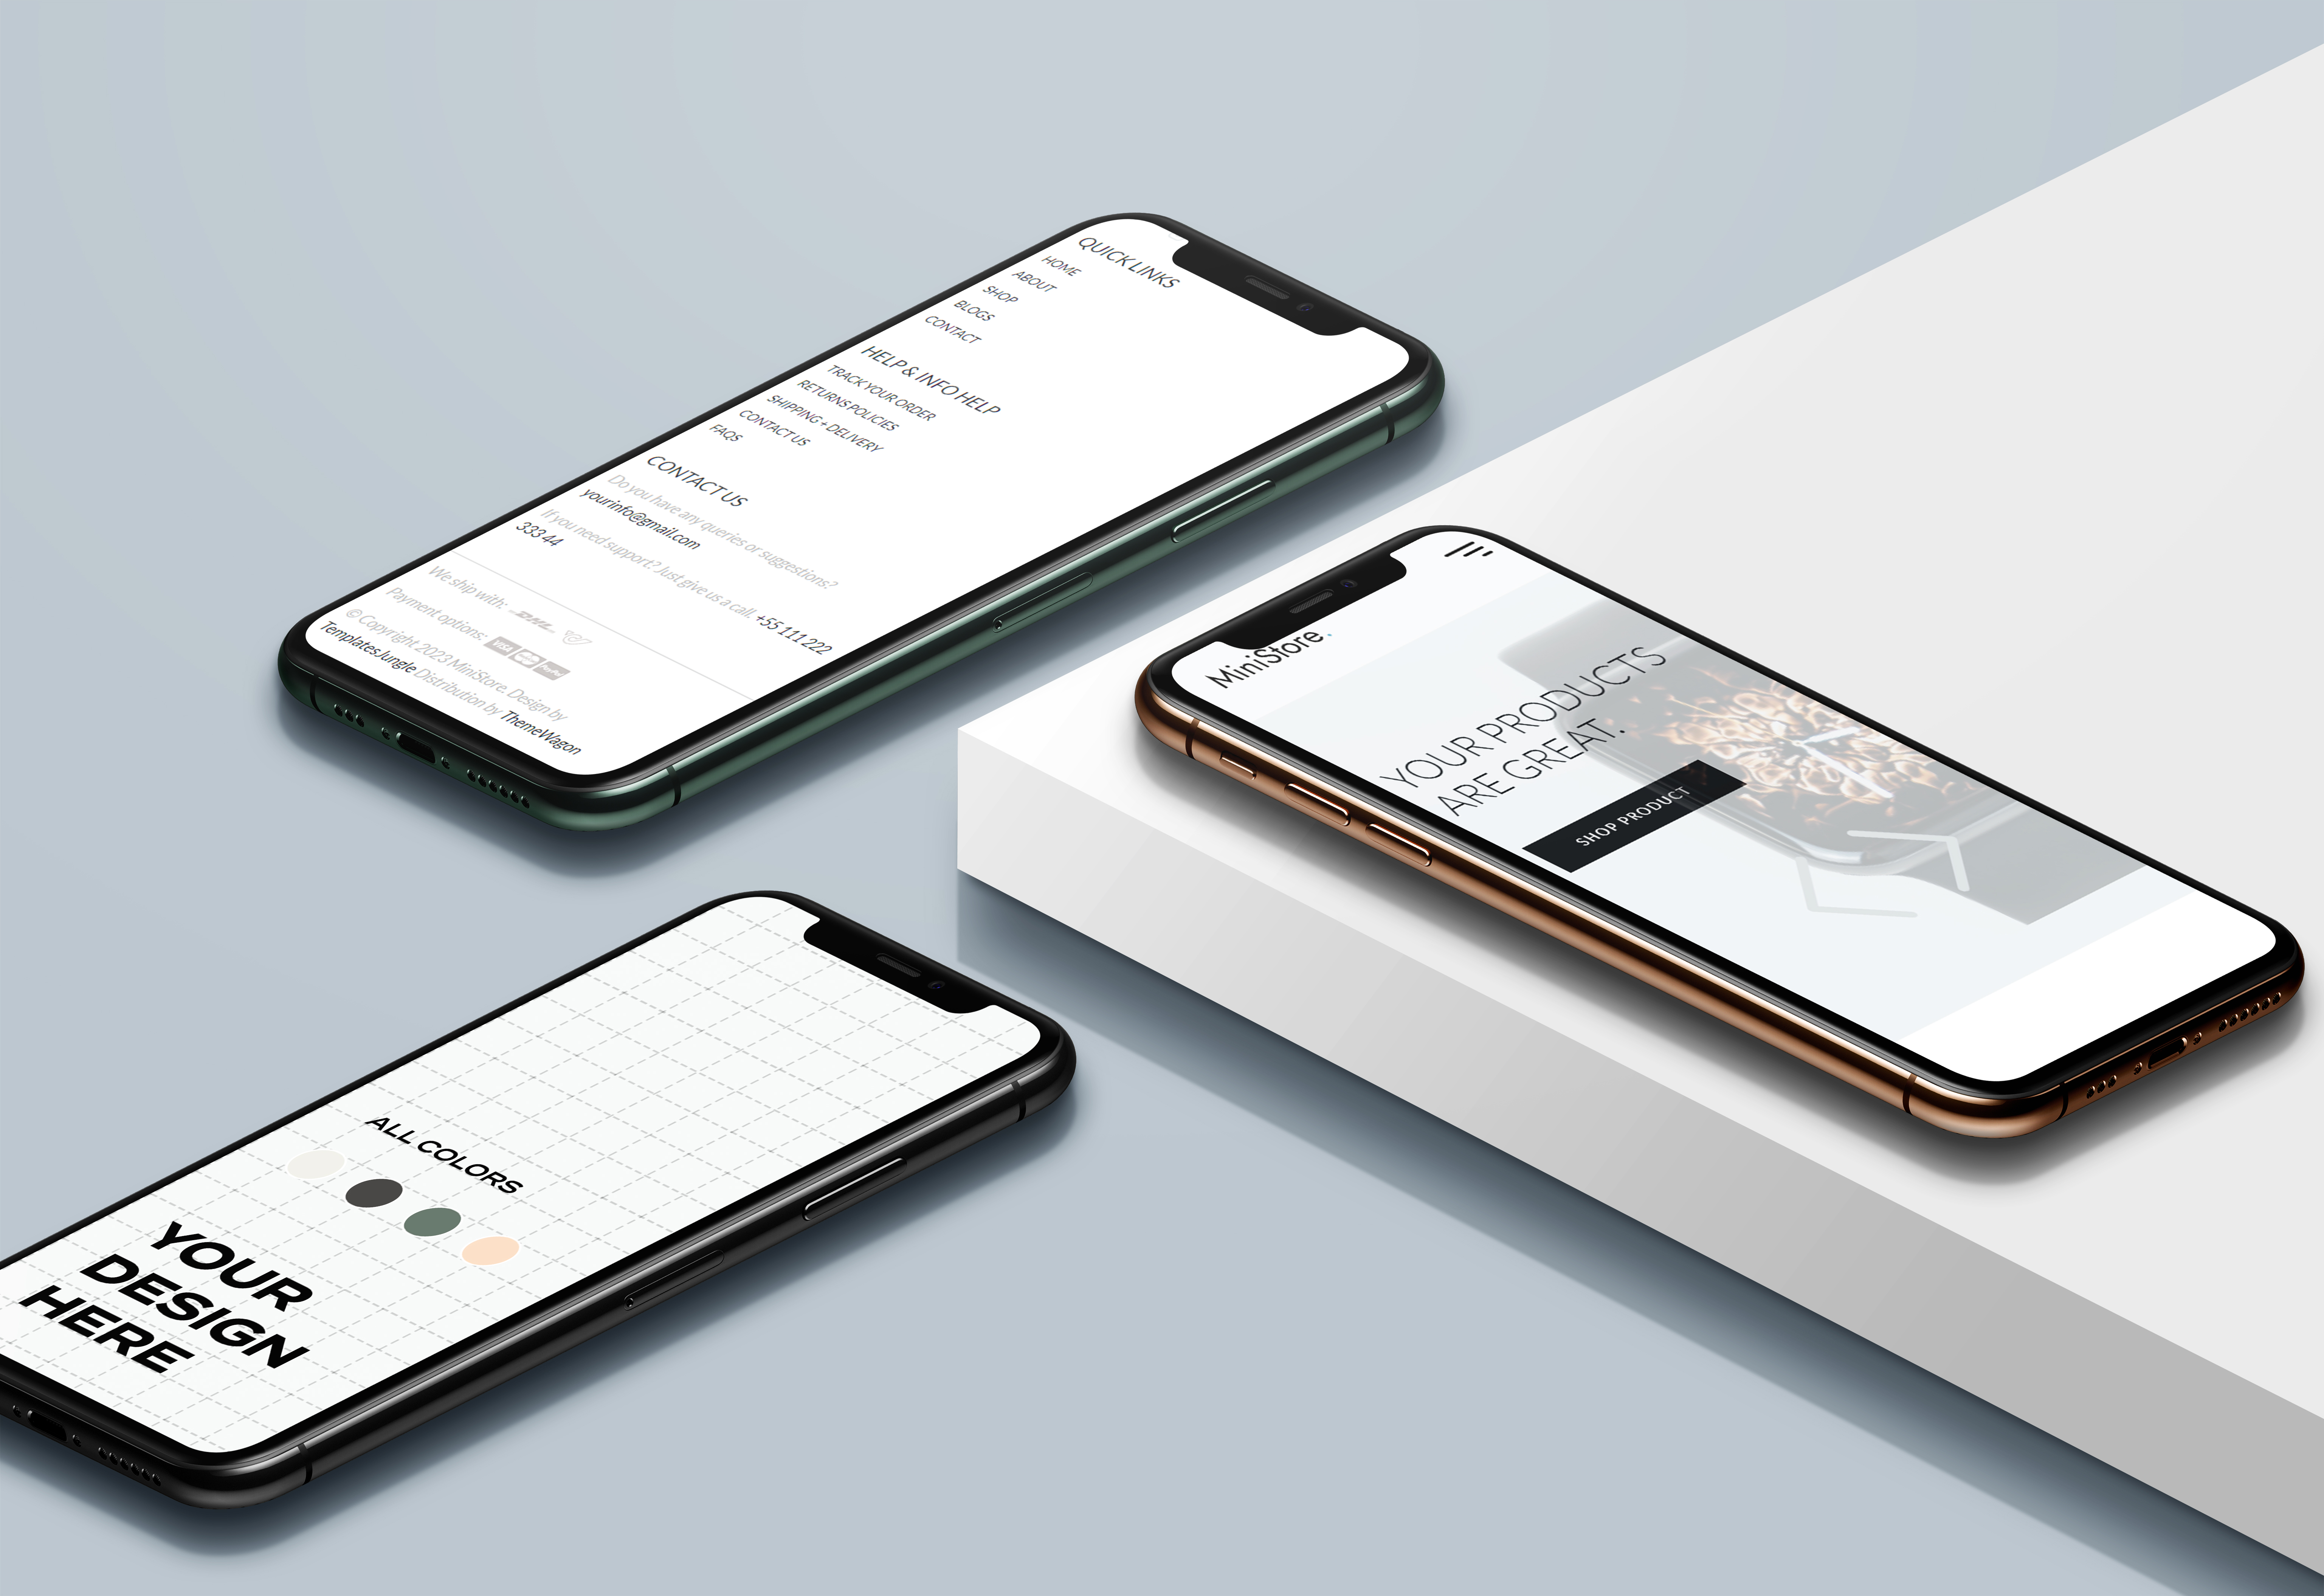 QUICK LINKS
HOME
ABOUT
SHOP
BLOGS
CONTACT
HELP & INFO HELP
TRACK YOUR ORDER
RETURNS POLICIES
SHIPPING + DELIVERY
CONTACT US
FAQS
CONTACT US
Do you have any queries or suggestions?
yourinfo@gmail.com
If you need support? Just give us a call. +55 111 222
333 44
We ship with: DHL
Payment options: VISA PayPal
© Copyright 2023 MiniStore. Design by
TemplatesJungle Distribution by ThemeWagon
MiniStore.
YOUR PRODUCTS
ARE GREAT.
SHOP PRODUCT
ALL COLORS
YOUR
DESIGN
HERE